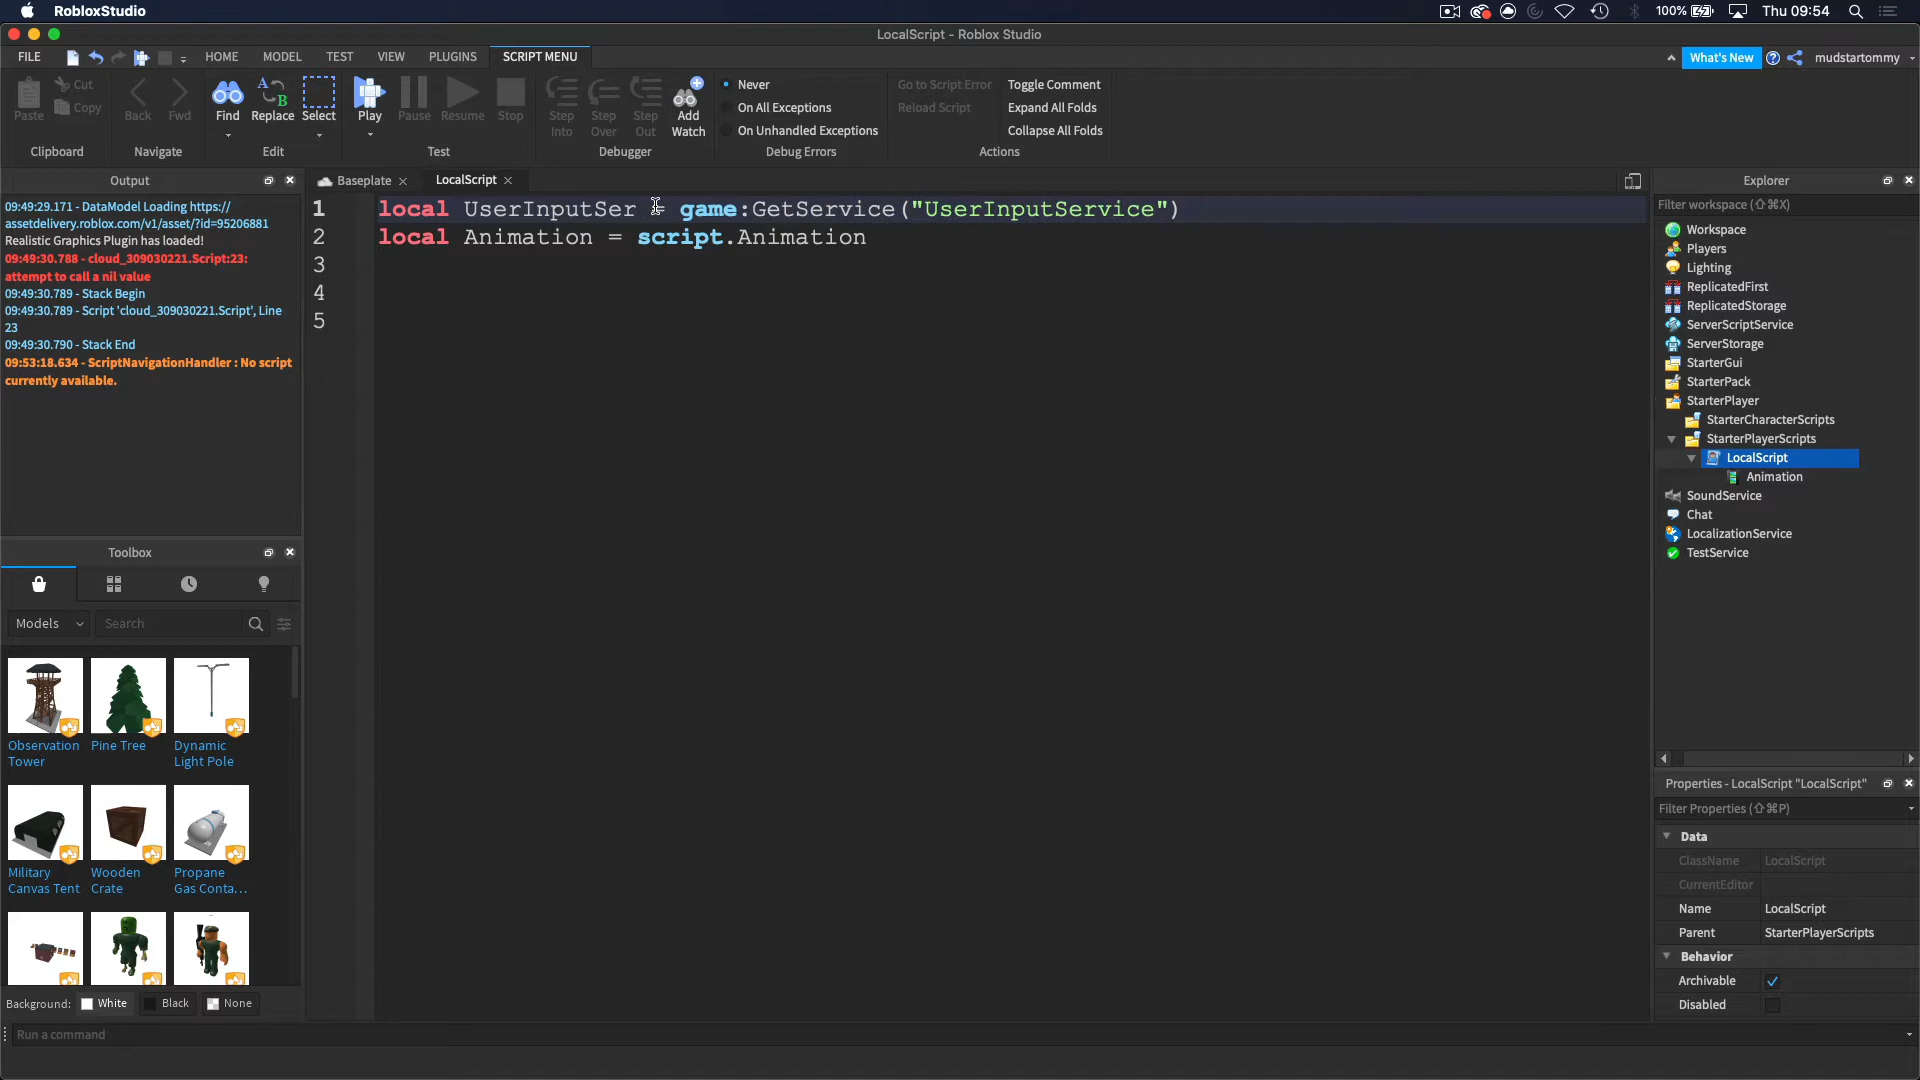 RobloxStudio
100%
Thu 09:54
LocalScript - Roblox Studio
FILE
HOME
MODEL
TEST
VIEW
PLUGINS
SCRIPT MENU
What's New
mudstartommy
Paste
Cut
Copy
Clipboard
Back
Fwd
Navigate
Find
Replace
Select
Edit
Play
Pause
Resume
Stop
Test
Step Into
Step Over
Step Out
Add Watch
Debugger
Never
On All Exceptions
On Unhandled Exceptions
Debug Errors
Go to Script Error
Reload Script
Toggle Comment
Expand All Folds
Collapse All Folds
Actions
Output
09:49:29.171 - DataModel Loading https://
assetdelivery.roblox.com/v1/asset/?id=95206881
Realistic Graphics Plugin has loaded!
09:49:30.788 - cloud_309030221.Script:23:
attempt to call a nil value
09:49:30.789 - Stack Begin
09:49:30.789 - Script 'cloud_309030221.Script', Line
23
09:49:30.790 - Stack End
09:53:18.634 - ScriptNavigationHandler : No script
currently available.
Baseplate
LocalScript
1 local UserInputSer = game:GetService("UserInputService")
2 local Animation = script.Animation
3
4
5
Toolbox
Models
Search
Observation
Tower
Pine Tree
Dynamic
Light Pole
Military
Canvas Tent
Wooden
Crate
Propane
Gas Conta...
Background:
White
Black
None
Run a command
Explorer
Filter workspace (⇧⌘X)
Workspace
Players
Lighting
ReplicatedFirst
ReplicatedStorage
ServerScriptService
ServerStorage
StarterGui
StarterPack
StarterPlayer
StarterCharacterScripts
StarterPlayerScripts
LocalScript
Animation
SoundService
Chat
LocalizationService
TestService
Properties - LocalScript "LocalScript"
Filter Properties (⇧⌘P)
Data
ClassName LocalScript
CurrentEditor
Name LocalScript
Parent StarterPlayerScripts
Behavior
Archivable
Disabled